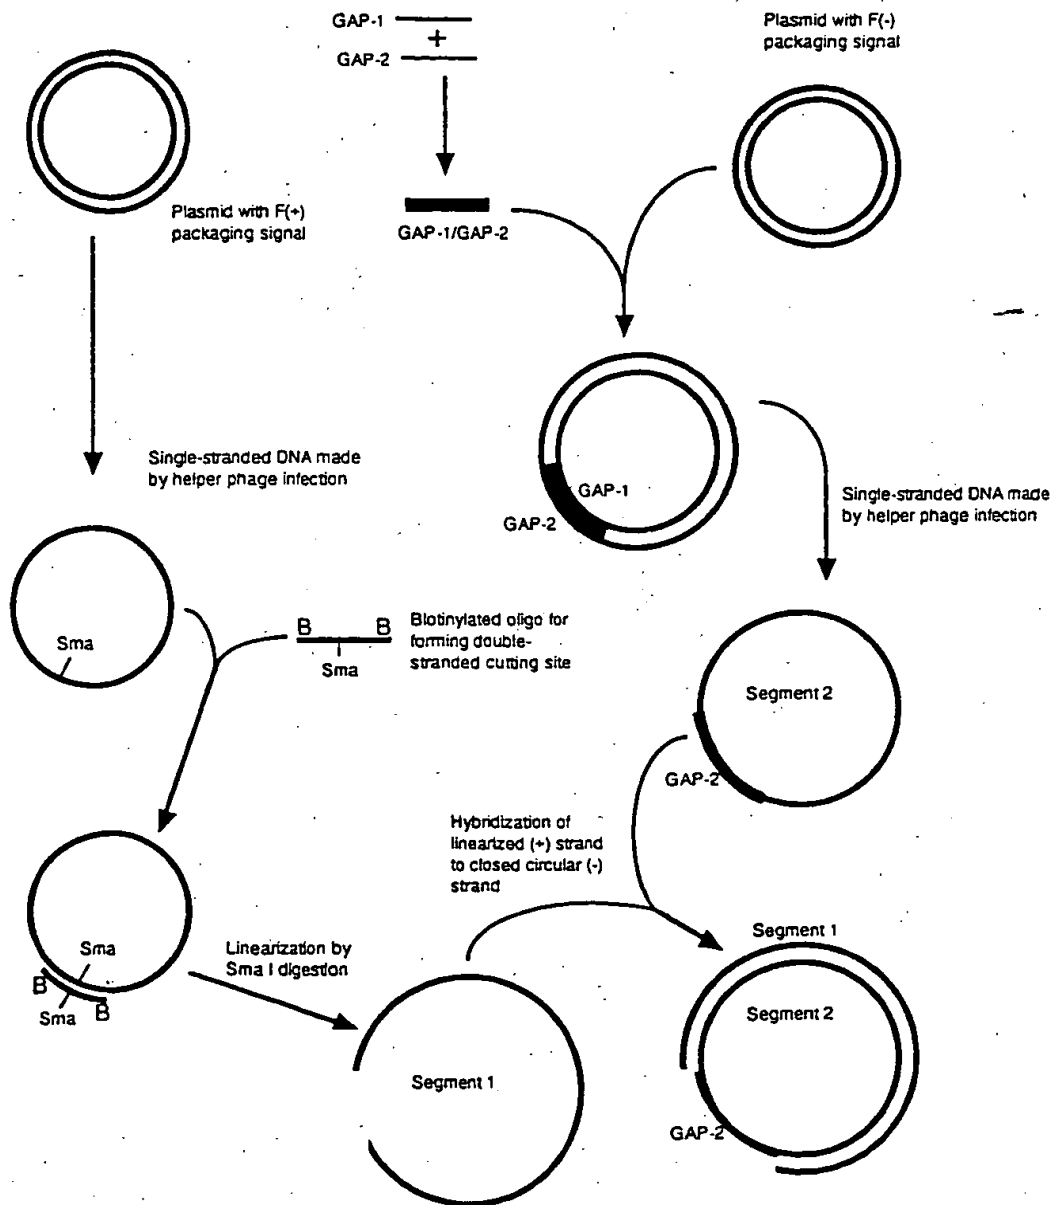 GAP-1
+
GAP-2
Plasmid with F(-)
packaging signal
Plasmid with F(+)
packaging signal
GAP-1/GAP-2
GAP-1
GAP-2
Single-stranded DNA made
by helper phage infection
Single-stranded DNA made
by helper phage infection
Sma
B B
Sma
Biotinylated oligo for
forming double-
stranded cutting site
Segment 2
GAP-2
Hybridization of
linearized (+) strand
to closed circular (-)
strand
Sma
B
Sma
B
Linearization by
Sma I digestion
Segment 1
Segment 1
Segment 2
GAP-2